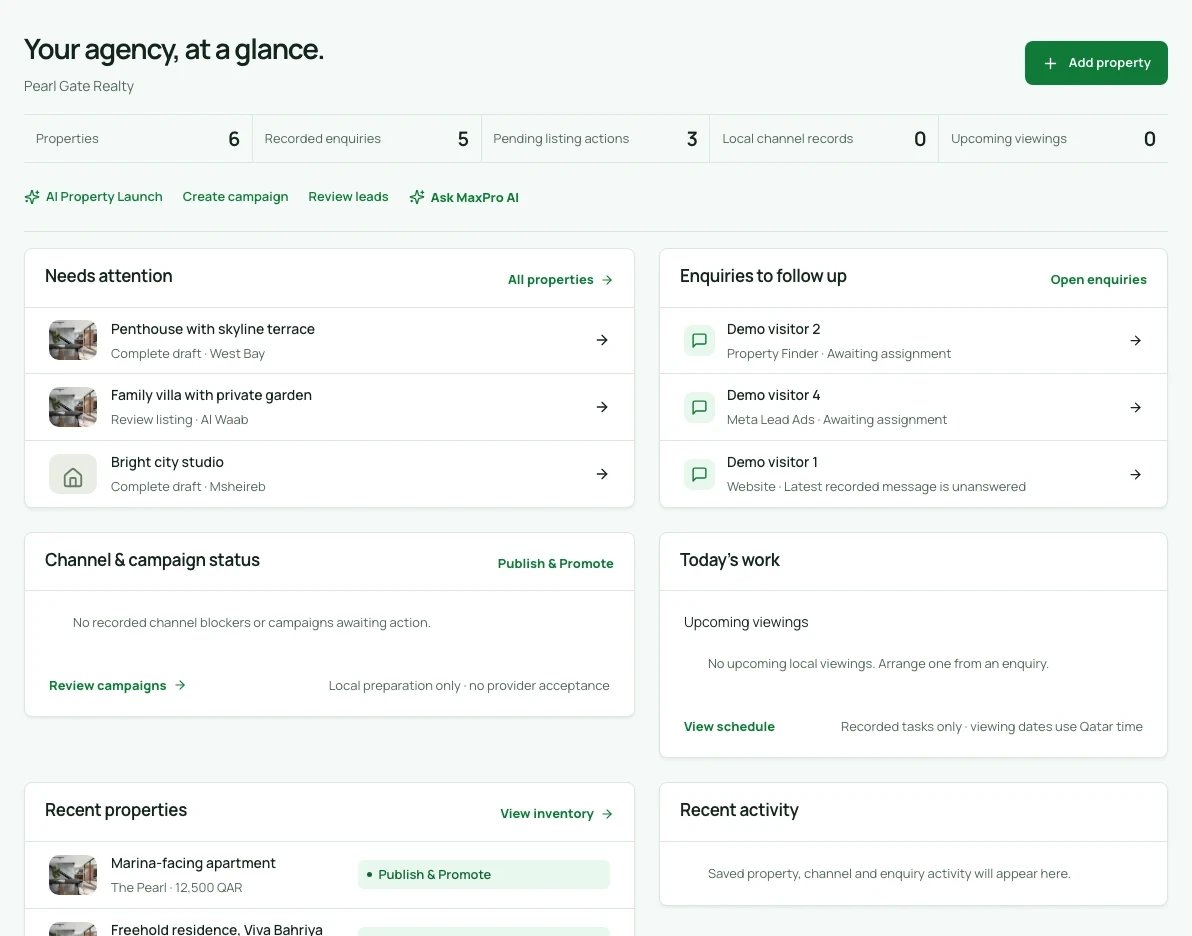 Your agency, at a glance.
Pearl Gate Realty
Add property
Properties 6
Recorded enquiries 5
Pending listing actions 3
Local channel records 0
Upcoming viewings 0
AI Property Launch
Create campaign
Review leads
Ask MaxPro AI
Needs attention
All properties →
Penthouse with skyline terrace
Complete draft · West Bay
Family villa with private garden
Review listing · Al Waab
Bright city studio
Complete draft · Msheireb
Enquiries to follow up
Open enquiries
Demo visitor 2
Property Finder · Awaiting assignment
Demo visitor 4
Meta Lead Ads · Awaiting assignment
Demo visitor 1
Website · Latest recorded message is unanswered
Channel & campaign status
Publish & Promote
No recorded channel blockers or campaigns awaiting action.
Review campaigns →
Local preparation only · no provider acceptance
Today's work
Upcoming viewings
No upcoming local viewings. Arrange one from an enquiry.
View schedule
Recorded tasks only · viewing dates use Qatar time
Recent properties
View inventory →
Marina-facing apartment
The Pearl · 12,500 QAR
• Publish & Promote
Freehold residence, Viva Bahriya
Recent activity
Saved property, channel and enquiry activity will appear here.